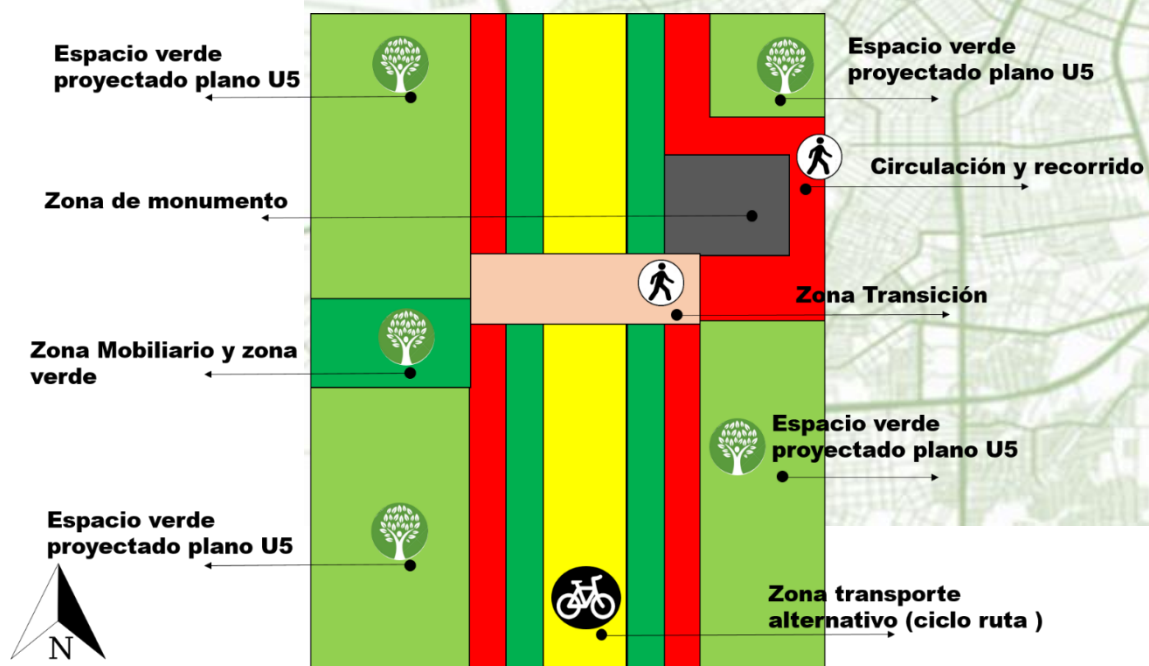 Espacio verde
proyectado plano U5
Espacio verde
proyectado plano U5
Circulación y recorrido
Zona de monumento
Zona Transición
Zona Mobiliario y zona
verde
Espacio verde
proyectado plano U5
Espacio verde
proyectado plano U5
Zona transporte
alternativo (ciclo ruta )
N